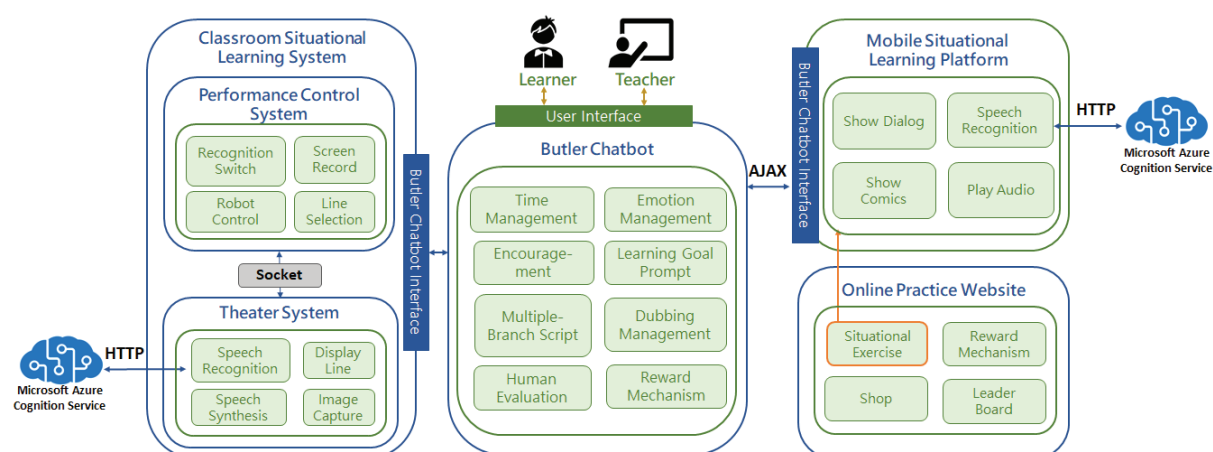 Classroom Situational
Learning System
Performance Control
System
Recognition
Switch
Screen
Record
Robot
Control
Line
Selection
Socket
Theater System
Speech
Recognition
Display
Line
Speech
Synthesis
Image
Capture
HTTP
Microsoft Azure
Cognition Service
Butler Chatbot Interface
Learner
Teacher
User Interface
Butler Chatbot
Time
Management
Emotion
Management
Encourage-
ment
Learning Goal
Prompt
Multiple-
Branch Script
Dubbing
Management
Human
Evaluation
Reward
Mechanism
AJAX
Butler Chatbot Interface
Mobile Situational
Learning Platform
Show Dialog
Speech
Recognition
Show
Comics
Play Audio
HTTP
Microsoft Azure
Cognition Service
Online Practice Website
Situational
Exercise
Reward
Mechanism
Shop
Leader
Board